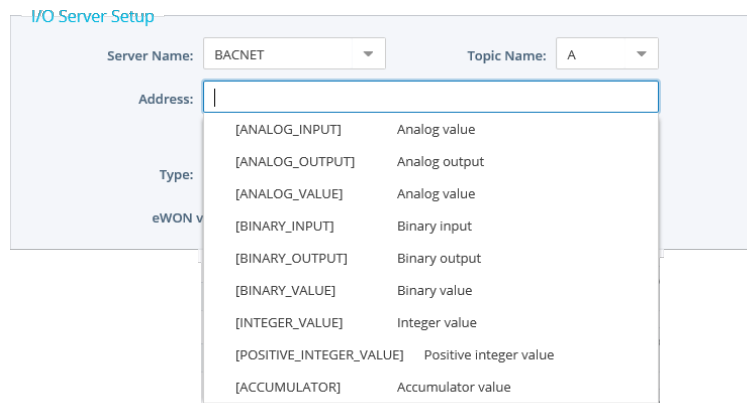 I/O Server Setup
Server Name: BACNET Topic Name: A
Address:
[ANALOG_INPUT] Analog value
[ANALOG_OUTPUT] Analog output
Type:
[ANALOG_VALUE] Analog value
eWON v
[BINARY_INPUT] Binary input
[BINARY_OUTPUT] Binary output
[BINARY_VALUE] Binary value
[INTEGER_VALUE] Integer value
[POSITIVE_INTEGER_VALUE] Positive integer value
[ACCUMULATOR] Accumulator value